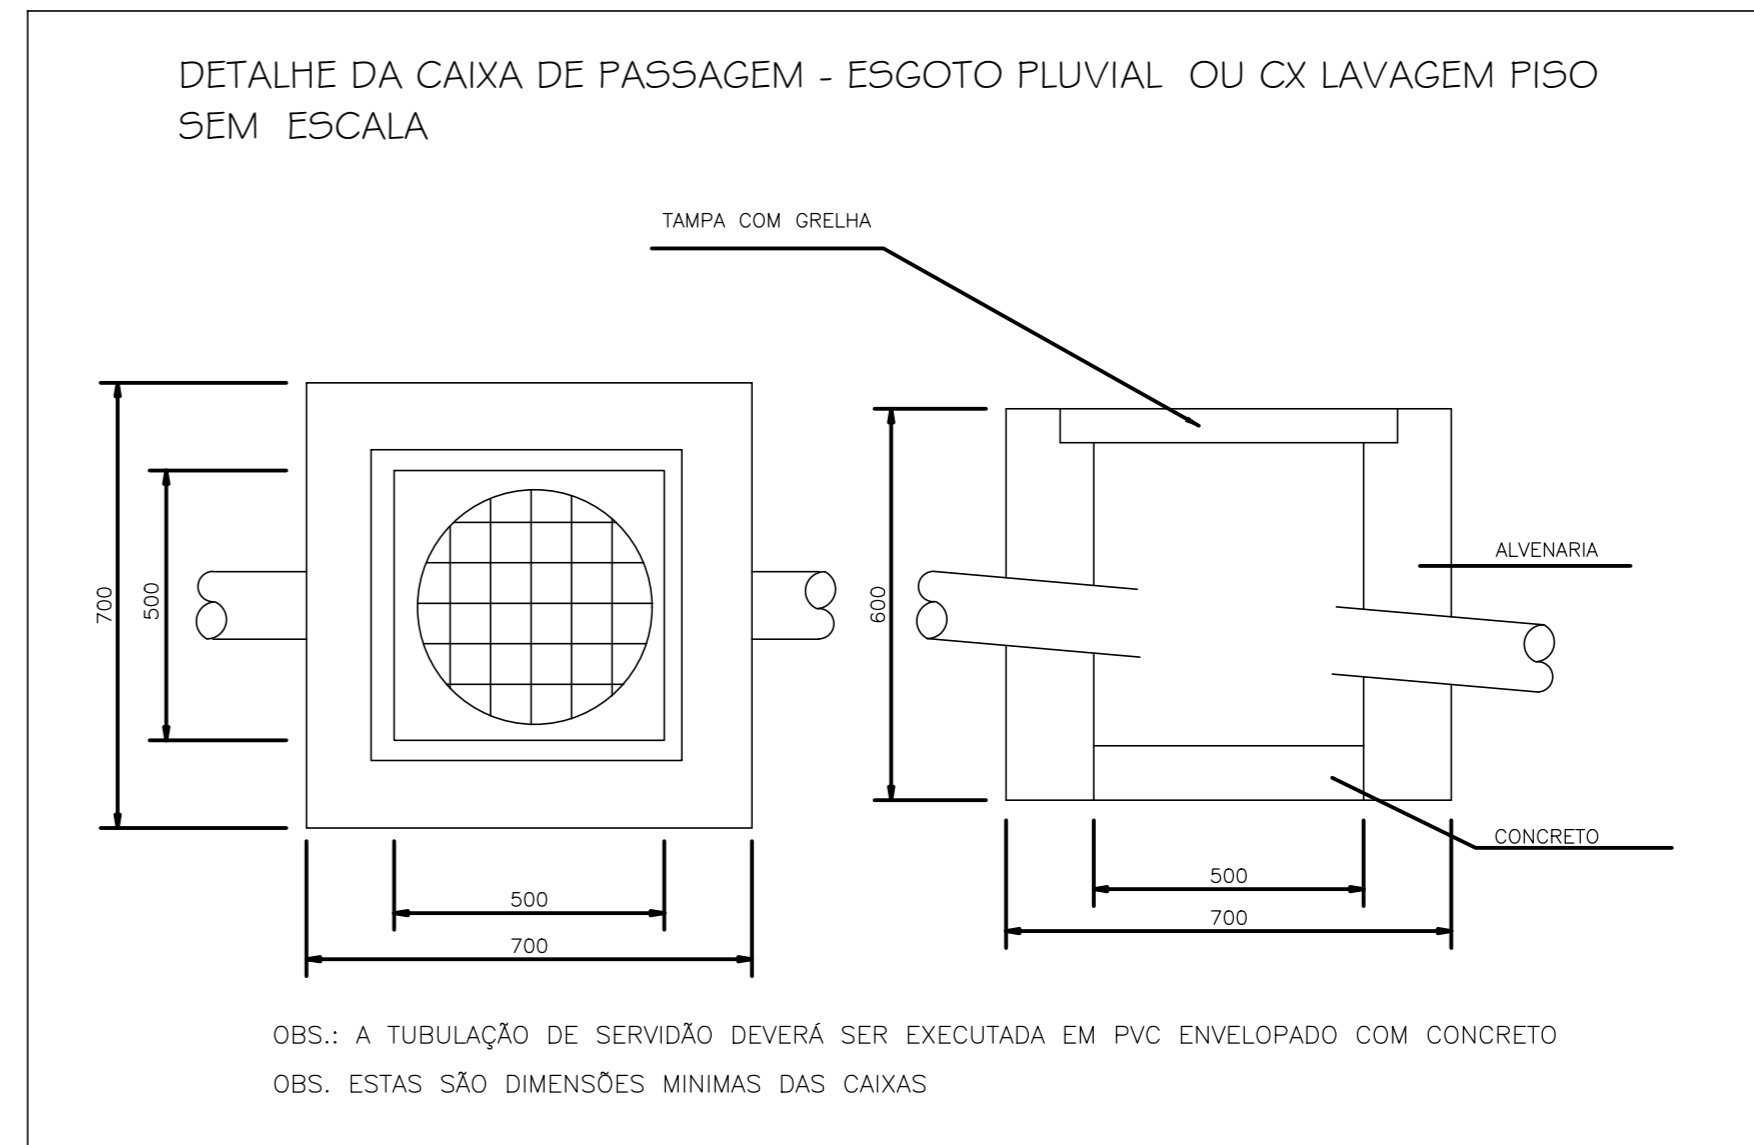 DETALHE DA CAIXA DE PASSAGEM - ESGOTO PLUVIAL OU CX LAVAGEM PISO
SEM ESCALA
TAMPA COM GRELHA
700
500
500
700
600
ALVENARIA
CONCRETO
500
700
OBS.: A TUBULAÇÃO DE SERVIDÃO DEVERÁ SER EXECUTADA EM PVC ENVELOPADO COM CONCRETO
OBS. ESTAS SÃO DIMENSÕES MINIMAS DAS CAIXAS